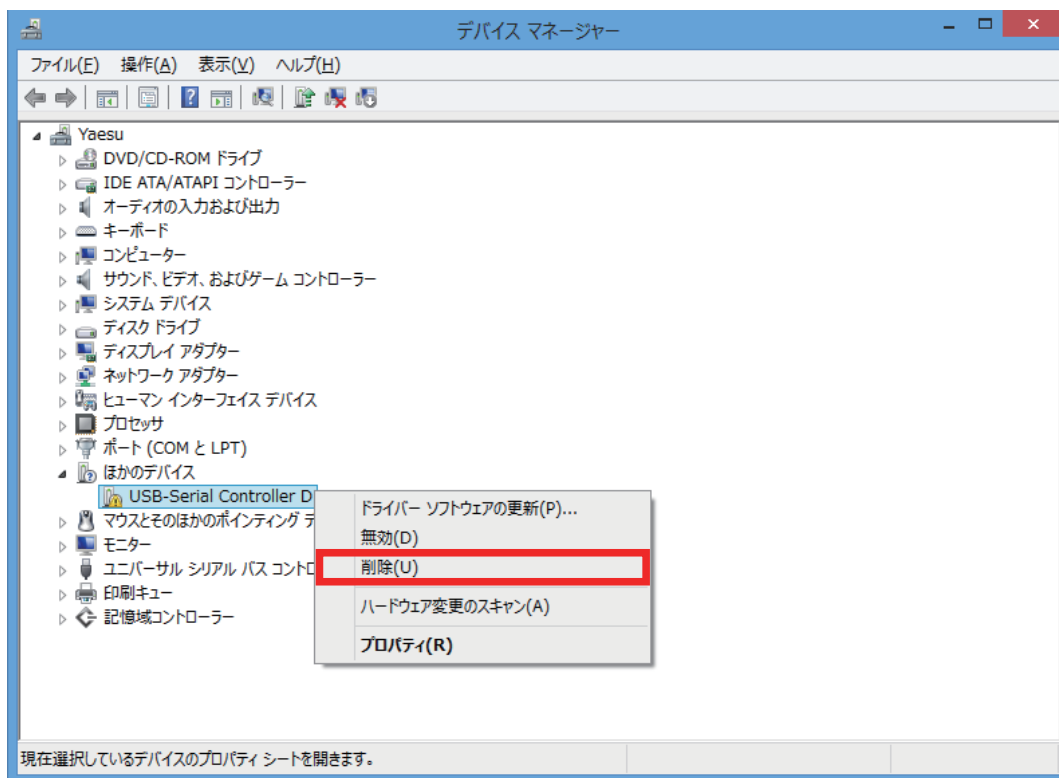 デバイス マネージャー
ファイル(F) 操作(A) 表示(V) ヘルプ(H)
Yaesu
DVD/CD-ROM ドライブ
IDE ATA/ATAPI コントローラー
オーディオの入力および出力
キーボード
コンピューター
サウンド、ビデオ、およびゲーム コントローラー
システム デバイス
ディスク ドライブ
ディスプレイ アダプター
ネットワーク アダプター
ヒューマン インターフェイス デバイス
プロセッサ
ポート (COM と LPT)
ほかのデバイス
USB-Serial Controller D
マウスとそのほかのポインティング デ
モニター
ユニバーサル シリアル バス コントロ
印刷キュー
記憶域コントローラー
ドライバー ソフトウェアの更新(P)...
無効(D)
削除(U)
ハードウェア変更のスキャン(A)
プロパティ(R)
現在選択しているデバイスのプロパティ シートを開きます。